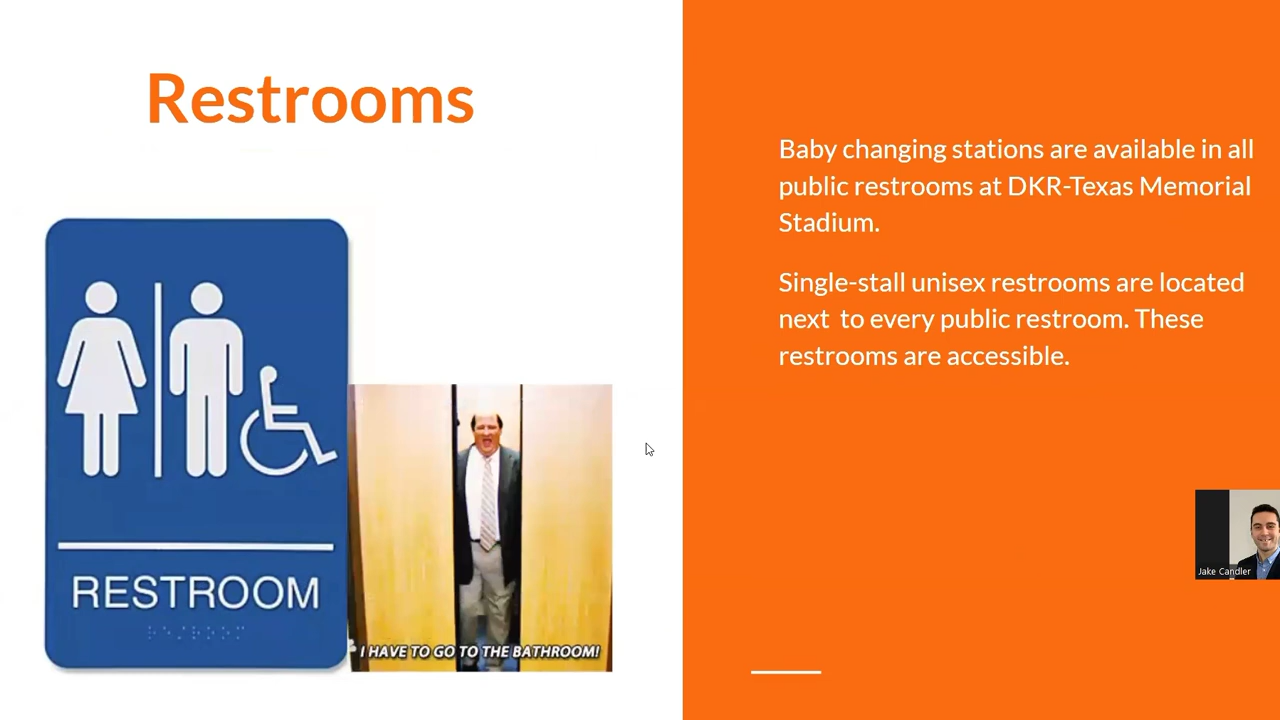 Restrooms
RESTROOM
I HAVE TO GO TO THE BATHROOM!
Baby changing stations are available in all
public restrooms at DKR-Texas Memorial
Stadium.
Single-stall unisex restrooms are located
next  to every public restroom. These
restrooms are accessible.
Jake Candler